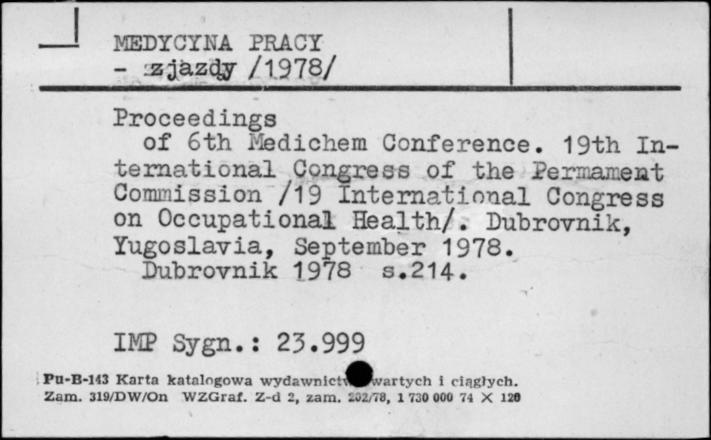 MEDYCYNA PRACY
- zjazdy /1978/
Proceedings
of 6th Medichem Conference. 19th In-
ternational Congress of the Permament
Commission /19 International Congress
on Occupational Health/. Dubrovnik,
Yugoslavia, September 1978.
Dubrovnik 1978 s.214.
IMP Sygn.: 23.999
Pu-B-143 Karta katalogowa i ciągłych.
Zam. 319/DW/On WZGraf. Z-d 2, zam. 202/78, 1 730 000 74 X 120